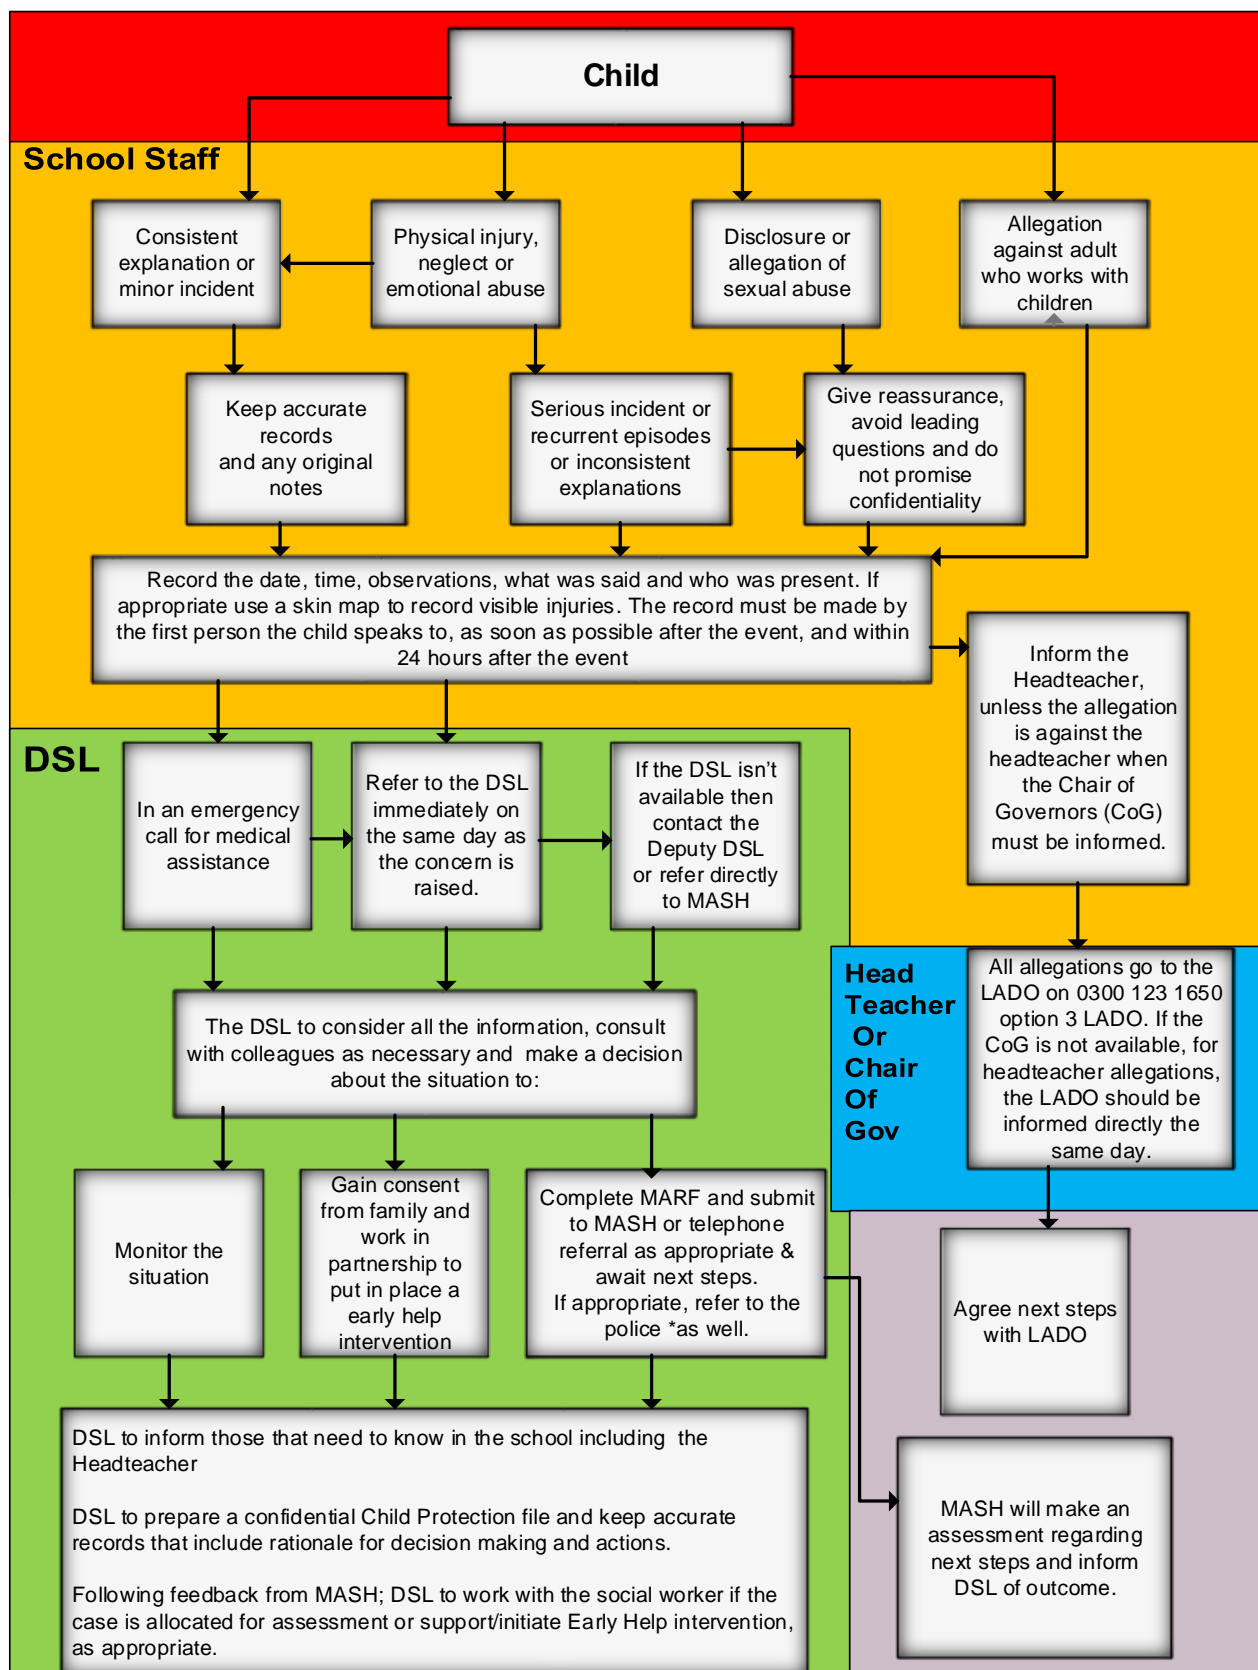 Child
School Staff
Consistent
explanation or
minor incident
Physical injury,
neglect or
emotional abuse
Disclosure or
allegation of
sexual abuse
Allegation
against adult
who works with
children
Keep accurate
records
and any original
notes
Serious incident or
recurrent episodes
or inconsistent
explanations
Give reassurance,
avoid leading
questions and do
not promise
confidentiality
Record the date, time, observations, what was said and who was present. If
appropriate use a skin map to record visible injuries. The record must be made by
the first person the child speaks to, as soon as possible after the event, and within
24 hours after the event
Inform the
Headteacher,
unless the allegation
is against the
headteacher when
the Chair of
Governors (CoG)
must be informed.
DSL
In an emergency
call for medical
assistance
Refer to the DSL
immediately on
the same day as
the concern is
raised.
If the DSL isn't
available then
contact the
Deputy DSL
or refer directly
to MASH
Head
Teacher
Or
Chair
Of
Gov
All allegations go to the
LADO on 0300 123 1650
option 3 LADO. If the
CoG is not available, for
headteacher allegations,
the LADO should be
informed directly the
same day.
The DSL to consider all the information, consult
with colleagues as necessary and make a decision
about the situation to:
Monitor the
situation
Gain consent
from family and
work in
partnership to
put in place a
early help
intervention
Complete MARF and submit
to MASH or telephone
referral as appropriate &
await next steps.
If appropriate, refer to the
police *as well.
Agree next steps
with LADO
DSL to inform those that need to know in the school including the
Headteacher
DSL to prepare a confidential Child Protection file and keep accurate
records that include rationale for decision making and actions.
Following feedback from MASH; DSL to work with the social worker if the
case is allocated for assessment or support/initiate Early Help intervention,
as appropriate.
MASH will make an
assessment regarding
next steps and inform
DSL of outcome.